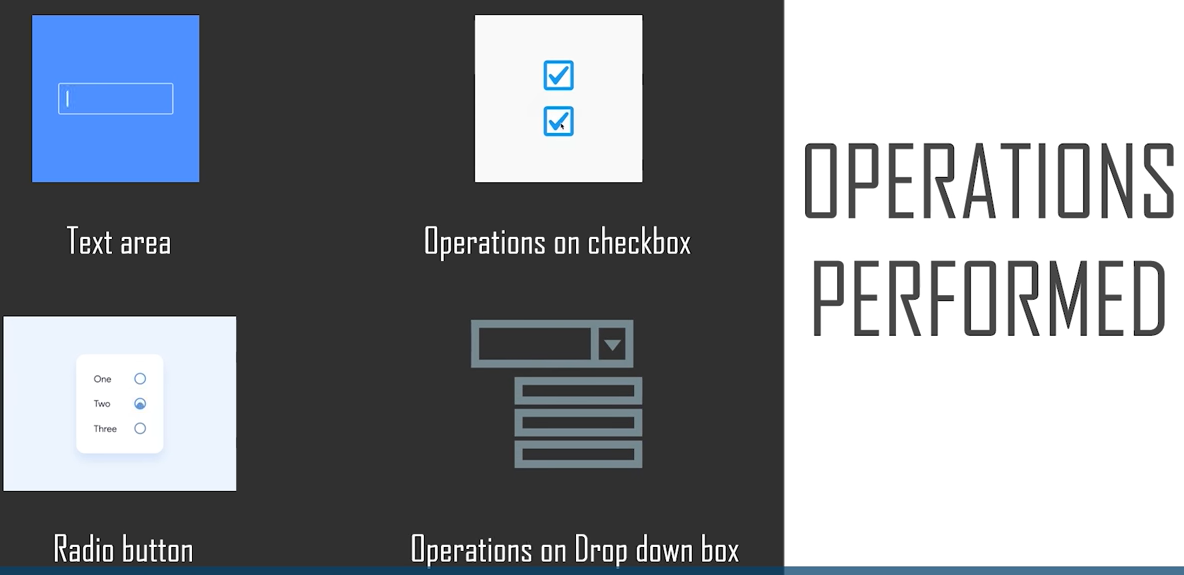 Text area
Operations on checkbox
OPERATIONS
PERFORMED
One
Two
Three
Radio button
Operations on Drop down box